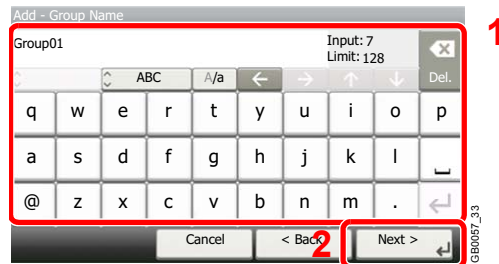 Add - Group Name
Group01
Input: 7
Limit: 128
ABC A/a Del.
q w e r t y u i o p
a s d f g h j k l
@ z x c v b n m .
Cancel < Back Next >
1
2
GB0057_33